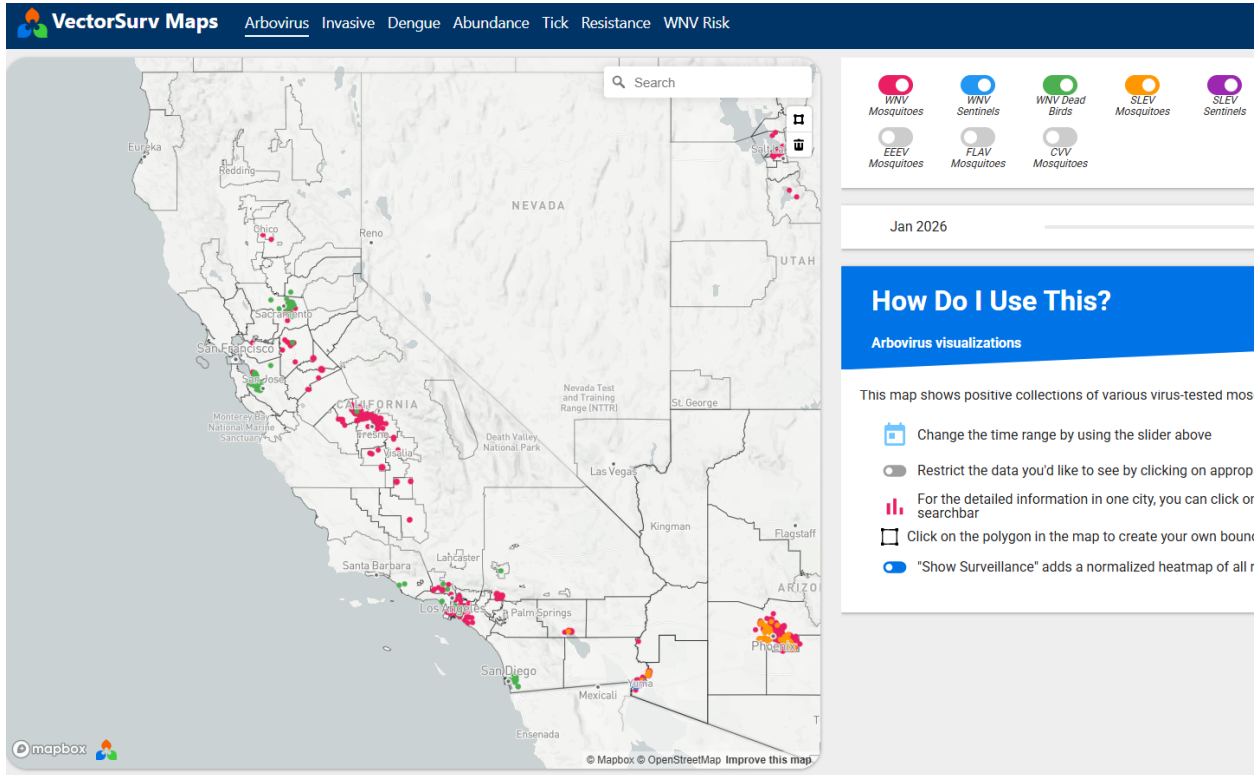 VectorSurv Maps
Arbovirus Invasive Dengue Abundance Tick Resistance WNV Risk
Search
Eureka
Redding
Chico
Reno
NEVADA
Salt La
UTAH
Sacramento
San Francisco
San Jose
CALIFORNIA
Monterey Bay
National Marine
Sanctuary
Fresno
Visalia
Nevada Test
and Training
Range (NTTR)
St. George
Death Valley
National Park
Las Vegas
Kingman
Flagstaff
Santa Barbara
Lancaster
Los Angeles
Palm Springs
ARIZO
Phoenix
San Diego
Mexicali
Yuma
Ensenada
T
mapbox
© Mapbox © OpenStreetMap Improve this map
WNV
Mosquitoes
WNV
Sentinels
WNV Dead
Birds
SLEV
Mosquitoes
SLEV
Sentinels
EEEV
Mosquitoes
FLAV
Mosquitoes
CVV
Mosquitoes
Jan 2026
How Do I Use This?
Arbovirus visualizations
This map shows positive collections of various virus-tested mos
Change the time range by using the slider above
Restrict the data you'd like to see by clicking on approp
For the detailed information in one city, you can click or
searchbar
Click on the polygon in the map to create your own bound
"Show Surveillance" adds a normalized heatmap of all r